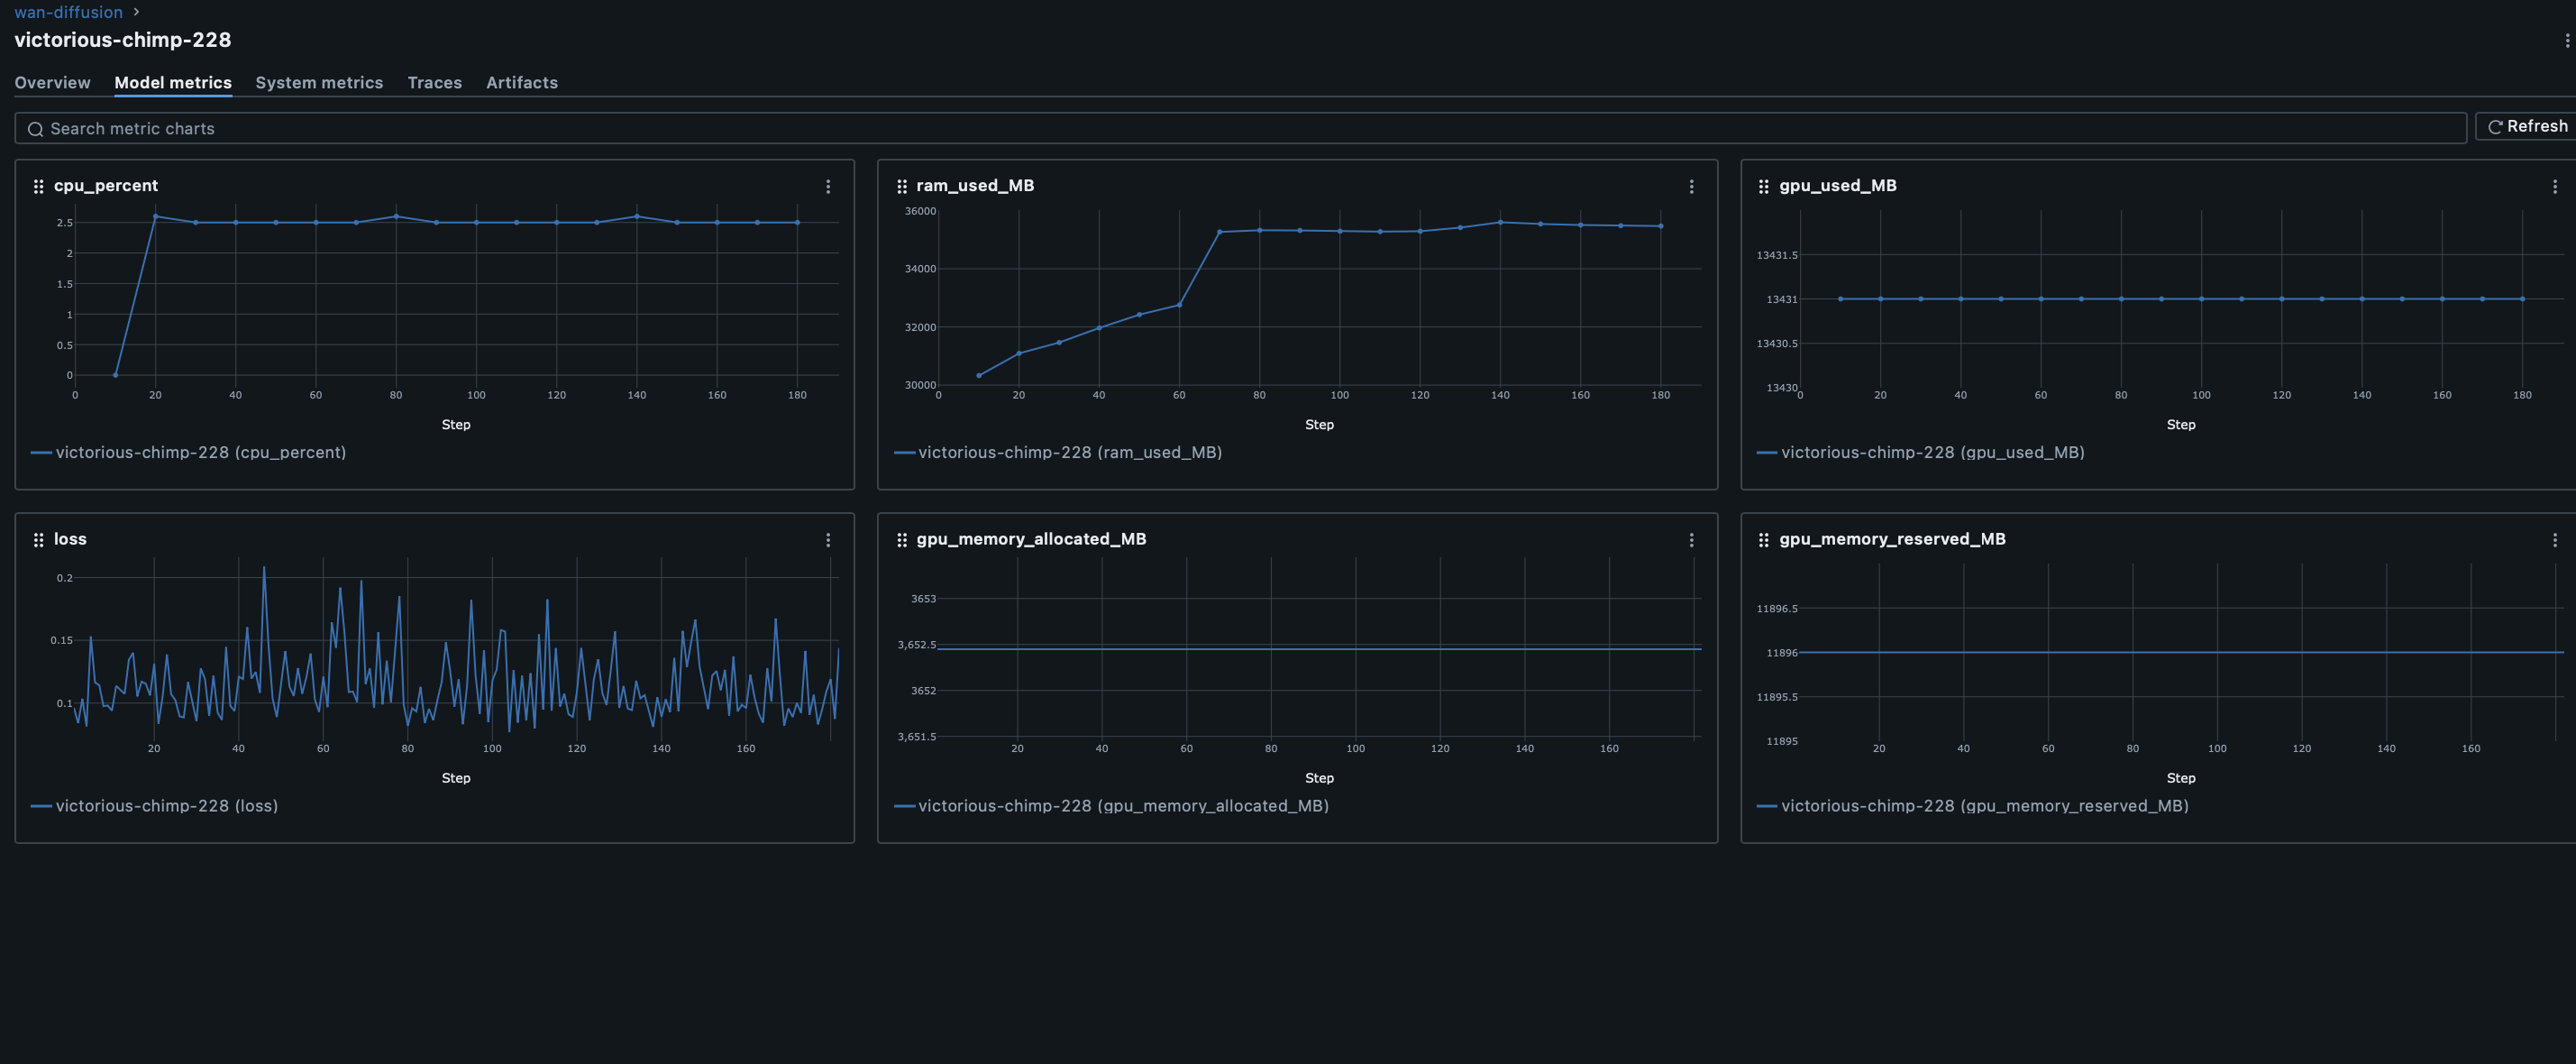 wan-diffusion >
victorious-chimp-228
Overview Model metrics System metrics Traces Artifacts
Search metric charts
Refresh
cpu_percent
2.5
2
1.5
1
0.5
0
0 20 40 60 80 100 120 140 160 180
Step
victorious-chimp-228 (cpu_percent)
ram_used_MB
36000
34000
32000
30000
0 20 40 60 80 100 120 140 160 180
Step
victorious-chimp-228 (ram_used_MB)
gpu_used_MB
13431.5
13431
13430.5
13430
0 20 40 60 80 100 120 140 160 180
Step
victorious-chimp-228 (gpu_used_MB)
loss
0.2
0.15
0.1
20 40 60 80 100 120 140 160
Step
victorious-chimp-228 (loss)
gpu_memory_allocated_MB
3653
3,652.5
3652
3,651.5
20 40 60 80 100 120 140 160
Step
victorious-chimp-228 (gpu_memory_allocated_MB)
gpu_memory_reserved_MB
11896.5
11896
11895.5
11895
20 40 60 80 100 120 140 160
Step
victorious-chimp-228 (gpu_memory_reserved_MB)